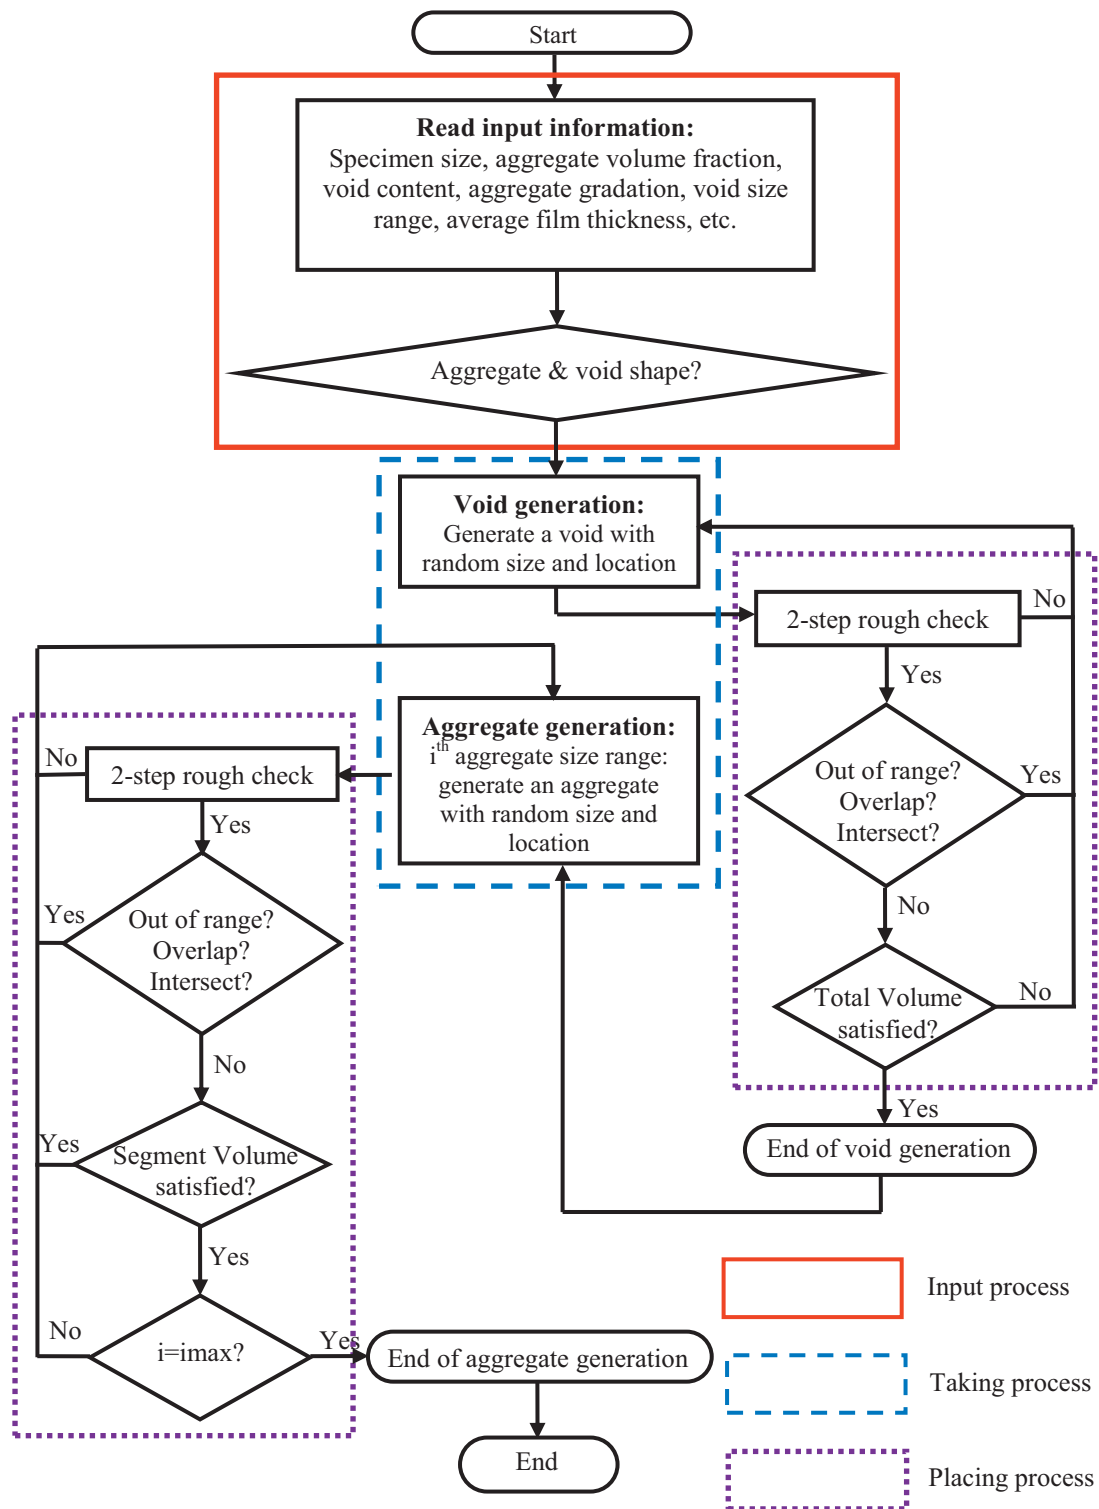 Start
Read input information:
Specimen size, aggregate volume fraction,
void content, aggregate gradation, void size
range, average film thickness, etc.
Aggregate & void shape?
Void generation:
Generate a void with
random size and location
2-step rough check
No
Yes
Out of range?
Overlap?
Intersect?
Yes
No
Total Volume
satisfied?
No
Yes
End of void generation
Aggregate generation:
i^th aggregate size range:
generate an aggregate
with random size and
location
No
2-step rough check
Yes
Yes
Out of range?
Overlap?
Intersect?
No
Yes
Segment Volume
satisfied?
Yes
No
i=imax?
Yes
End of aggregate generation
End
Input process
Taking process
Placing process